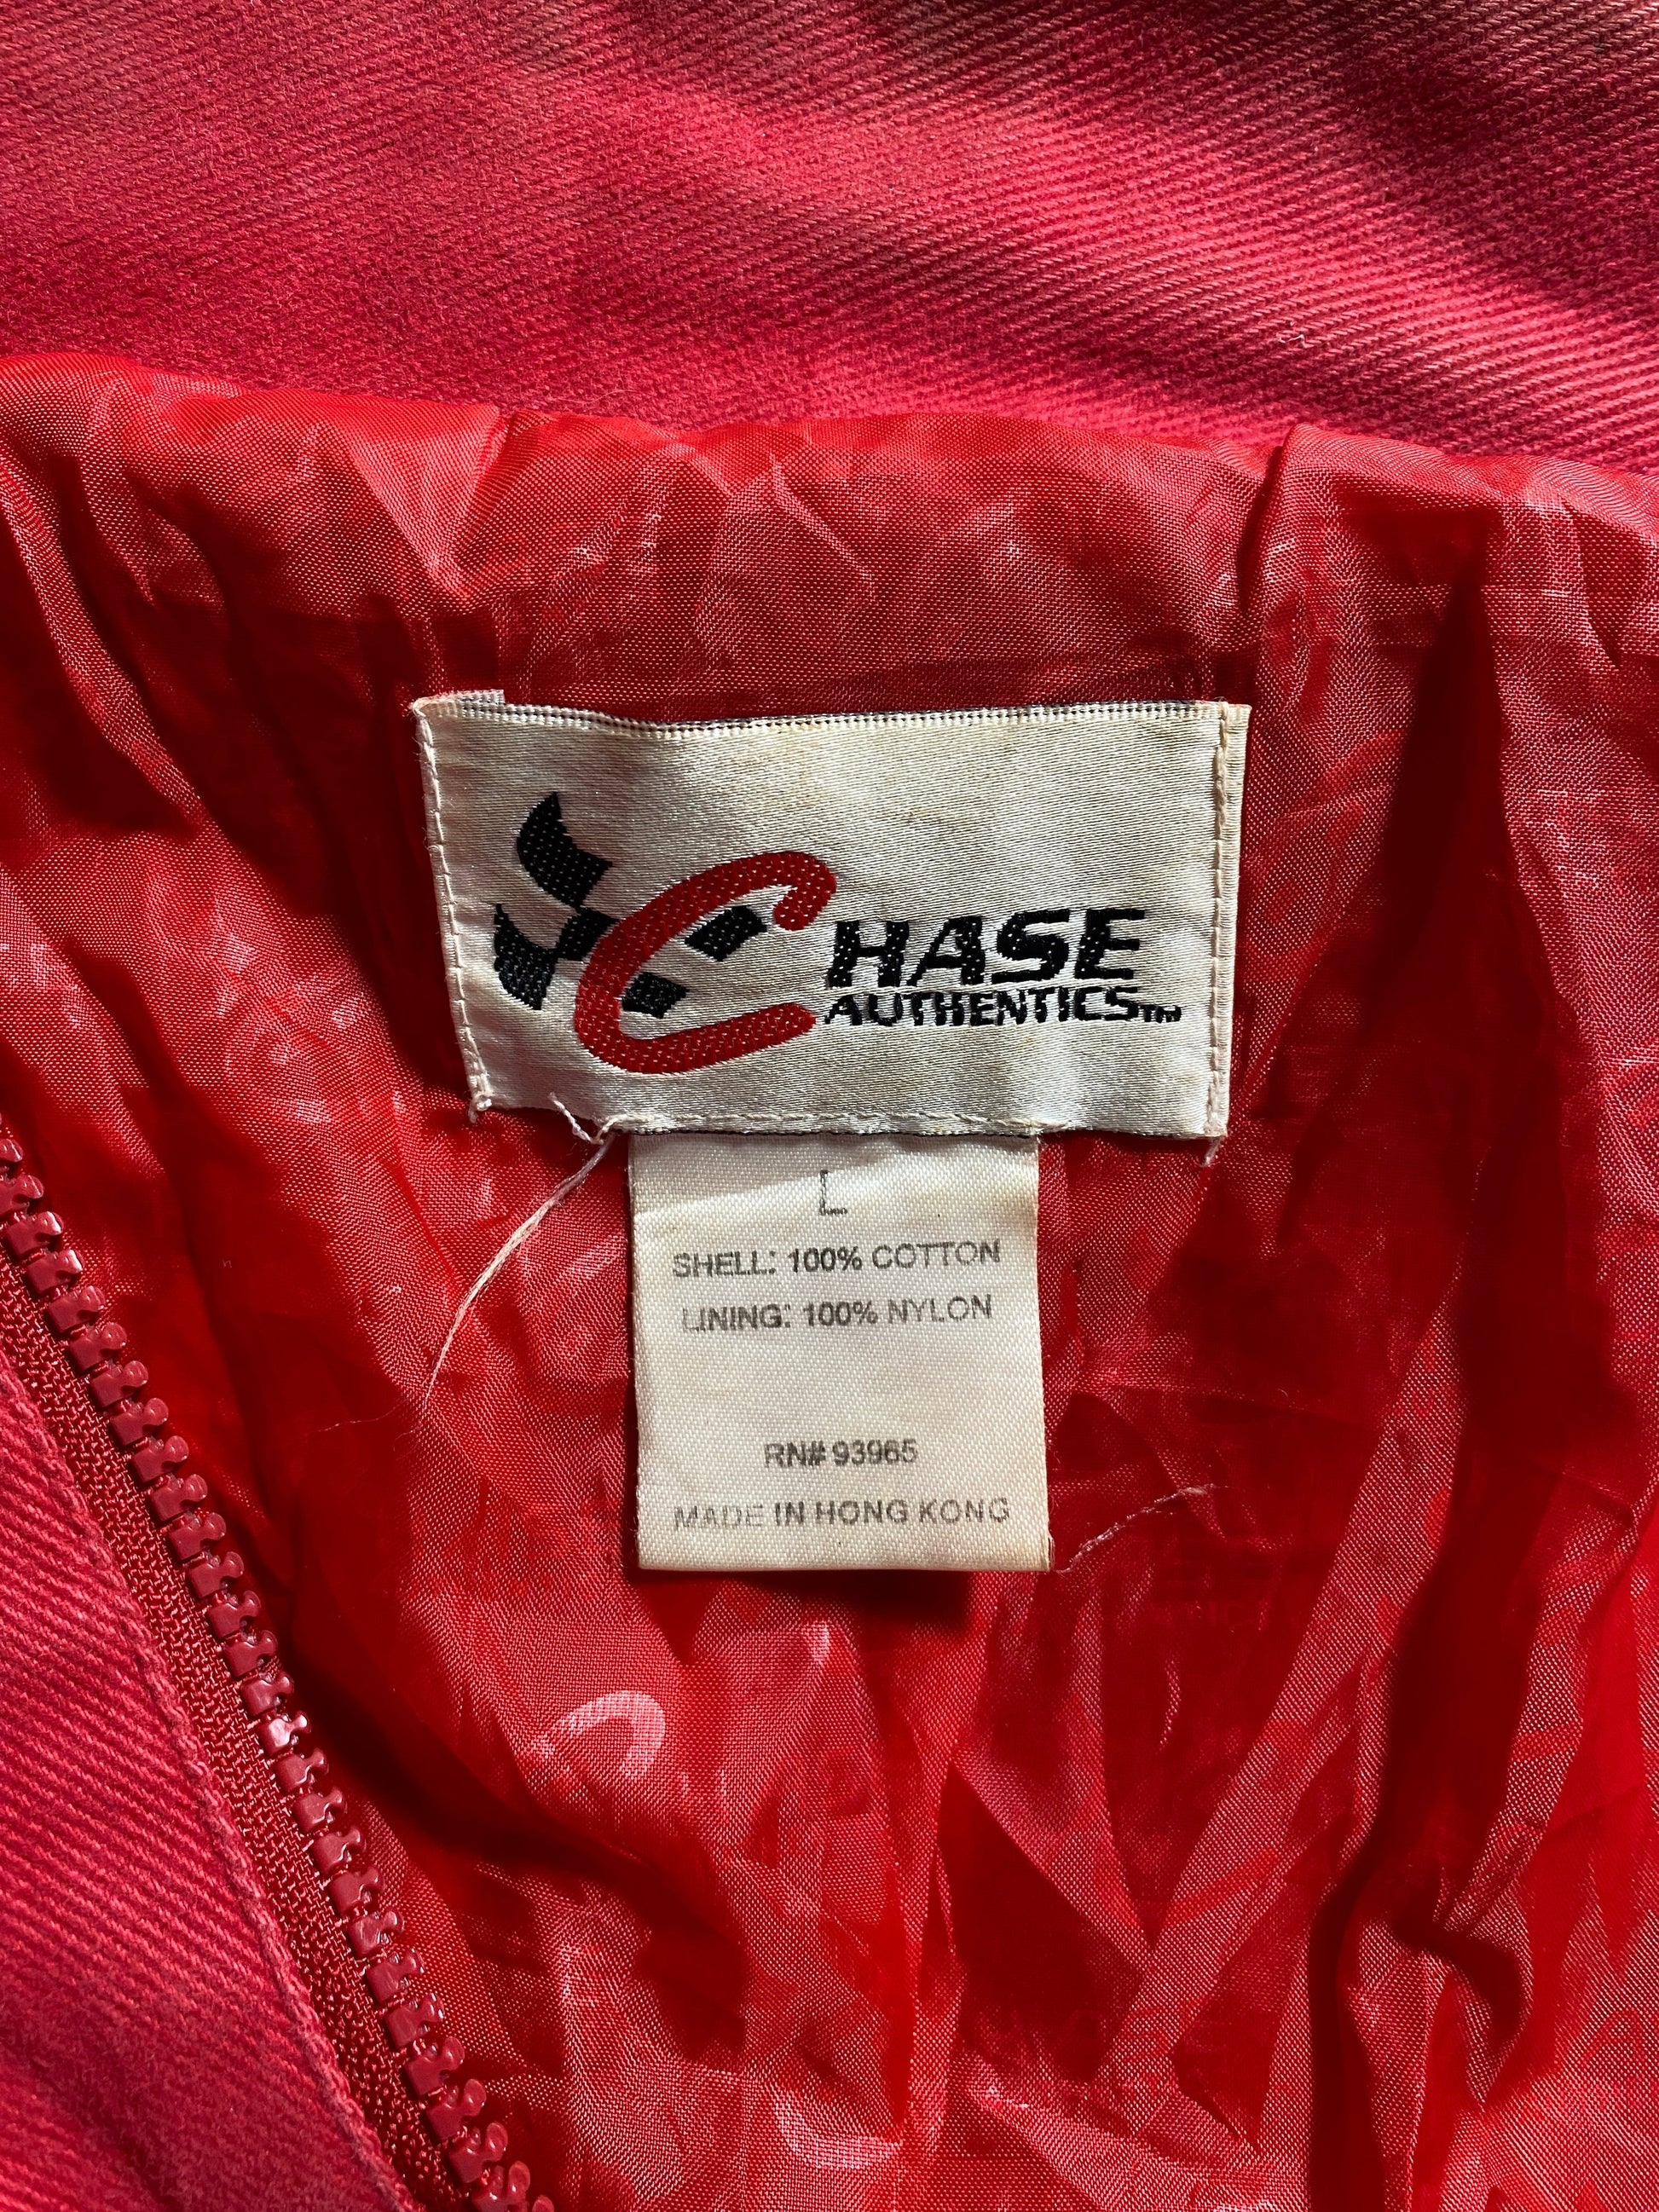 CHASE
AUTHENTICS™
L
SHELL: 100% COTTON
LINING: 100% NYLON
RN# 93965
MADE IN HONG KONG